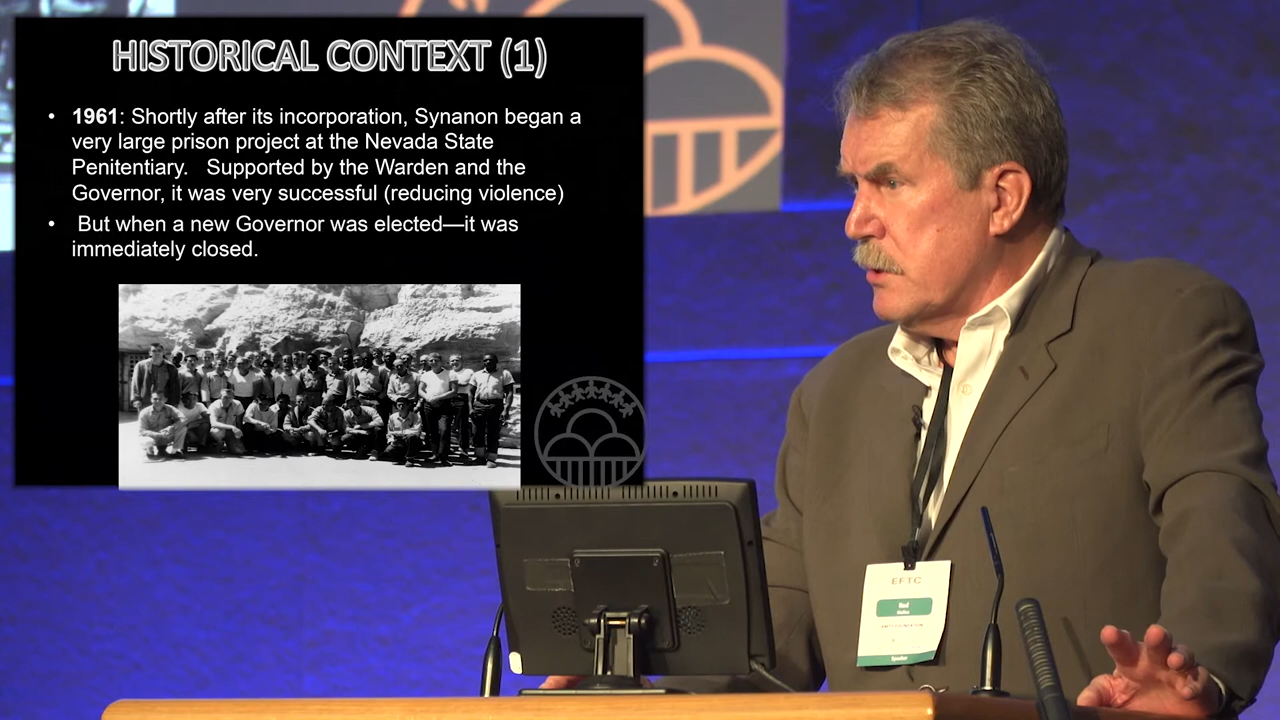 HISTORICAL CONTEXT (1)
• 1961: Shortly after its incorporation, Synanon began a
very large prison project at the Nevada State
Penitentiary. Supported by the Warden and the
Governor, it was very successful (reducing violence)
• But when a new Governor was elected—it was
immediately closed.
EFTC
Rod
Speaker